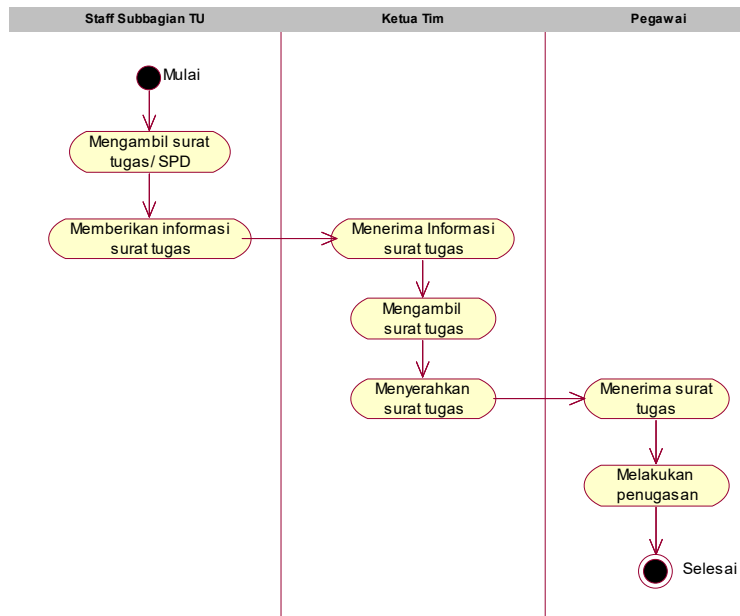 Staff Subbagian TU
Ketua Tim
Pegawai
Mulai
Mengambil surat
tugas/ SPD
Memberikan informasi
surat tugas
Menerima Informasi
surat tugas
Mengambil
surat tugas
Menyerahkan
surat tugas
Menerima surat
tugas
Melakukan
penugasan
Selesai